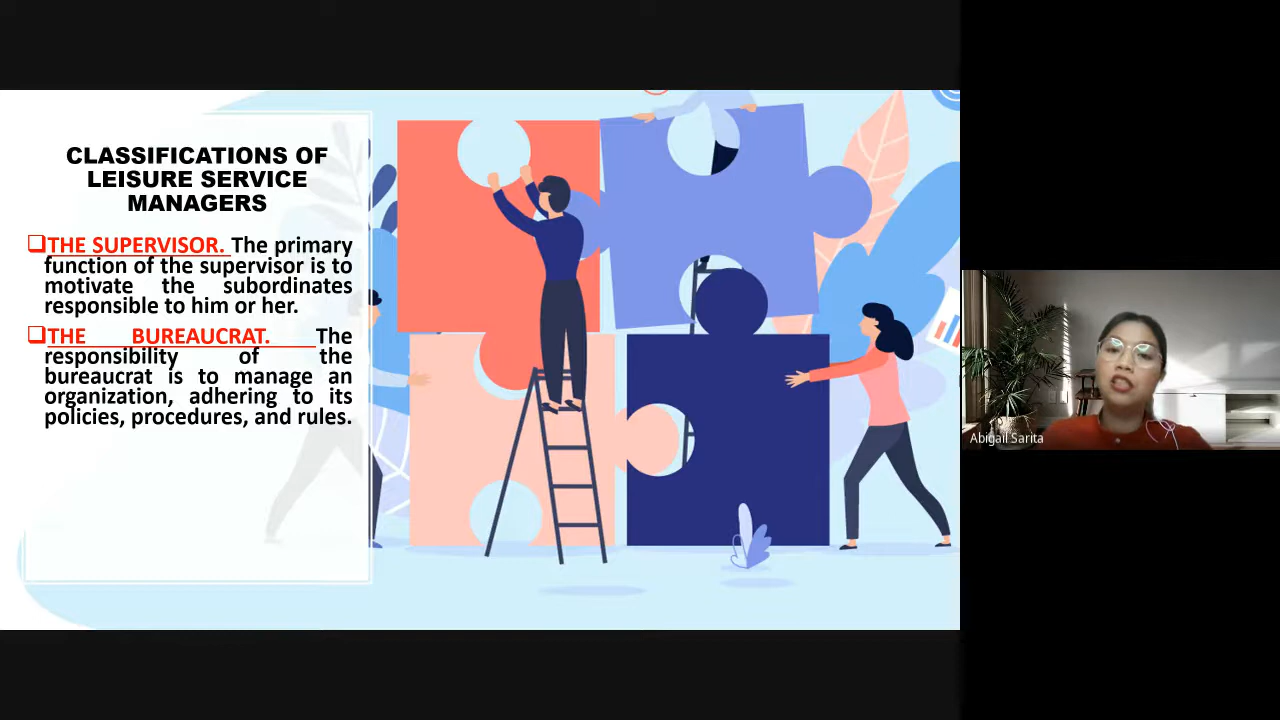 CLASSIFICATIONS OF
LEISURE SERVICE
MANAGERS
❑THE SUPERVISOR. The primary
function of the supervisor is to
motivate the subordinates
responsible to him or her.
❑THE BUREAUCRAT. The
responsibility of the
bureaucrat is to manage an
organization, adhering to its
policies, procedures, and rules.
Abigail Sarita